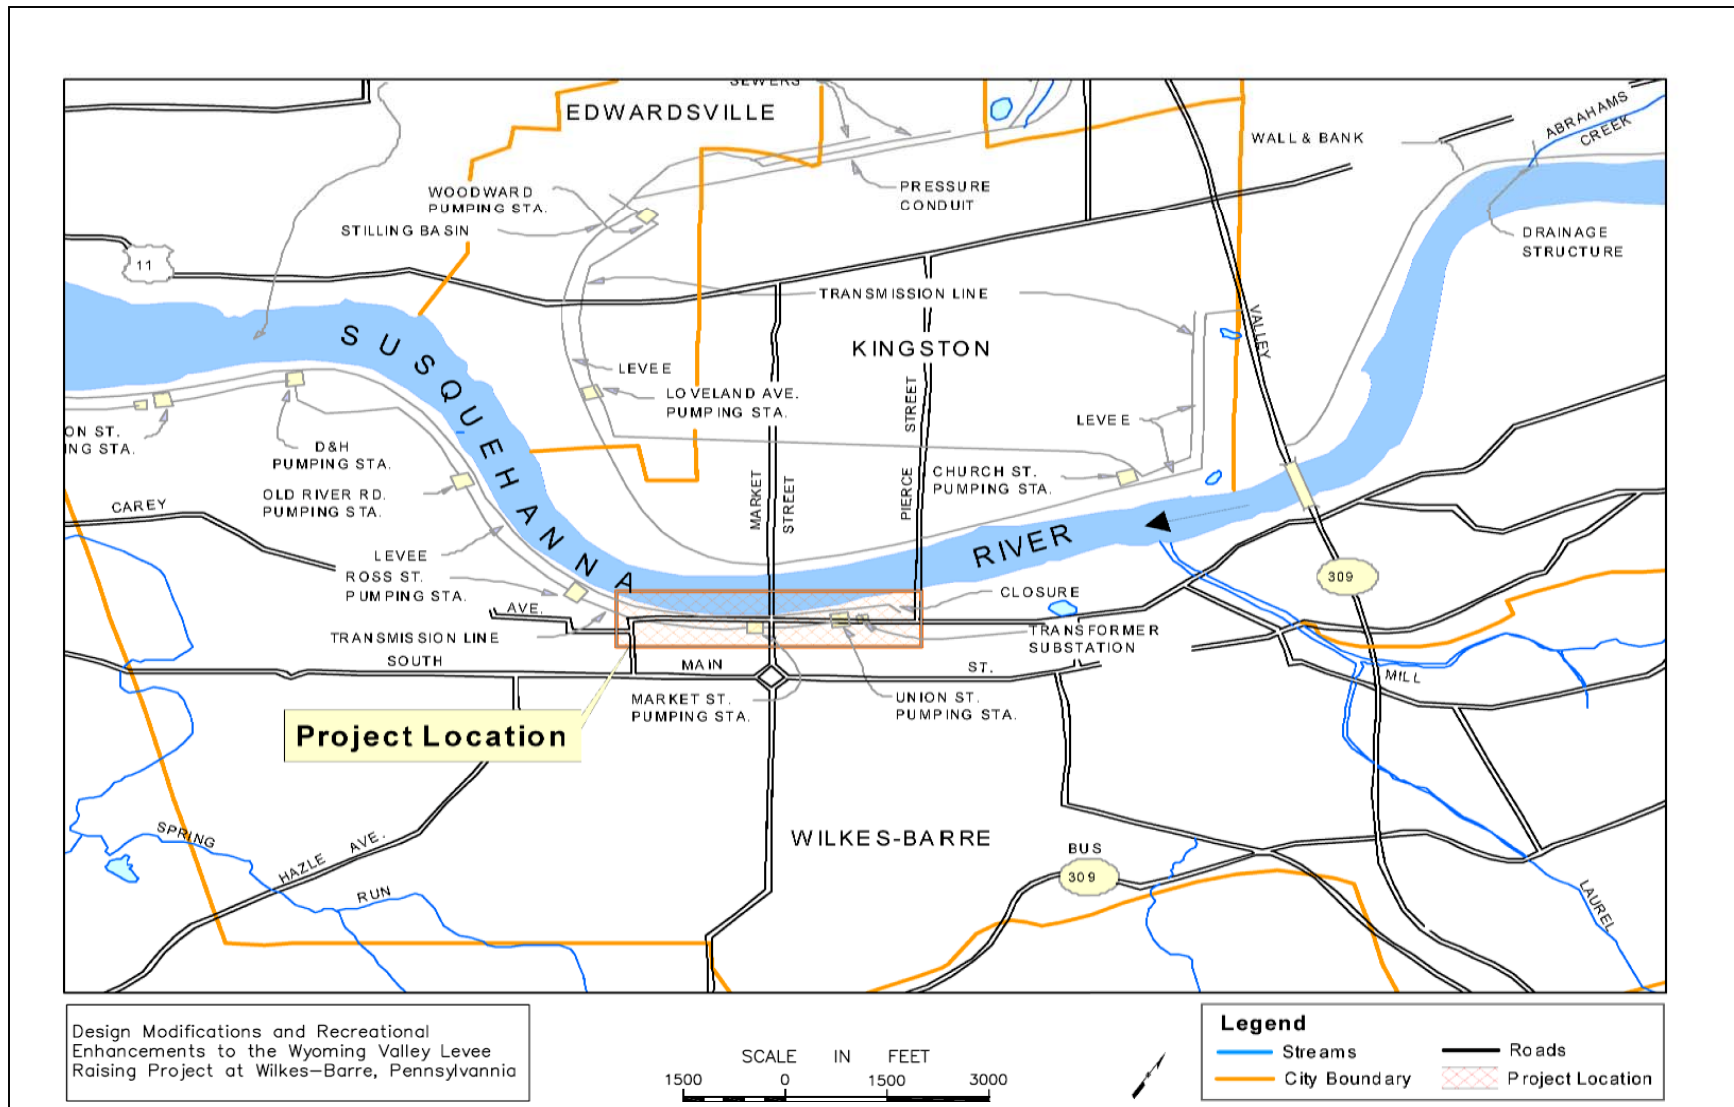 SEWERS
EDWARDSVILLE
ABRAHAMS
CREEK
WALL & BANK
WOODWARD
PUMPING STA.
PRESSURE
CONDUIT
STILLING BASIN
DRAINAGE
STRUCTURE
11
TRANSMISSION LINE
VALLEY
SUSQUEHANNA
KINGSTON
LEVEE
LOVELAND AVE.
PUMPING STA.
PIERCE STREET
LEVEE
ON ST.
ING STA.
D&H
PUMPING STA.
MARKET
STREET
CHURCH ST.
PUMPING STA.
OLD RIVER RD.
PUMPING STA.
CAREY
RIVER
LEVEE
ROSS ST.
PUMPING STA.
309
AVE.
CLOSURE
TRANSMISSION LINE
TRANSFORMER
SUBSTATION
SOUTH
MAIN
ST.
MILL
MARKET ST.
PUMPING STA.
UNION ST.
PUMPING STA.
Project Location
SPRING
HAZLE AVE.
WILKES-BARRE
BUS
309
RUN
LAUREL
Design Modifications and Recreational
Enhancements to the Wyoming Valley Levee
Raising Project at Wilkes-Barre, Pennsylvannia
SCALE IN FEET
1500 0 1500 3000
Legend
Streams
Roads
City Boundary
Project Location